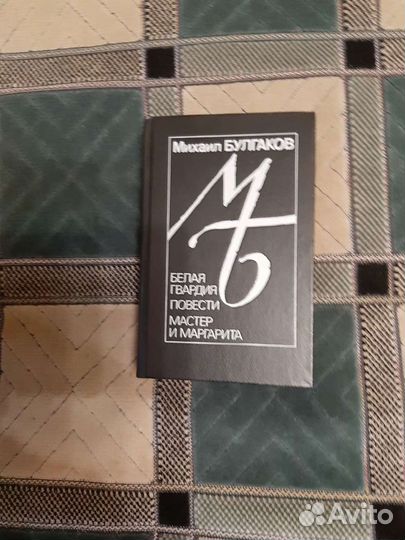 Михаил БУЛГАКОВ
МБ
БЕЛАЯ
ГВАРДИЯ
ПОВЕСТИ
МАСТЕР
И МАРГАРИТА
Avito